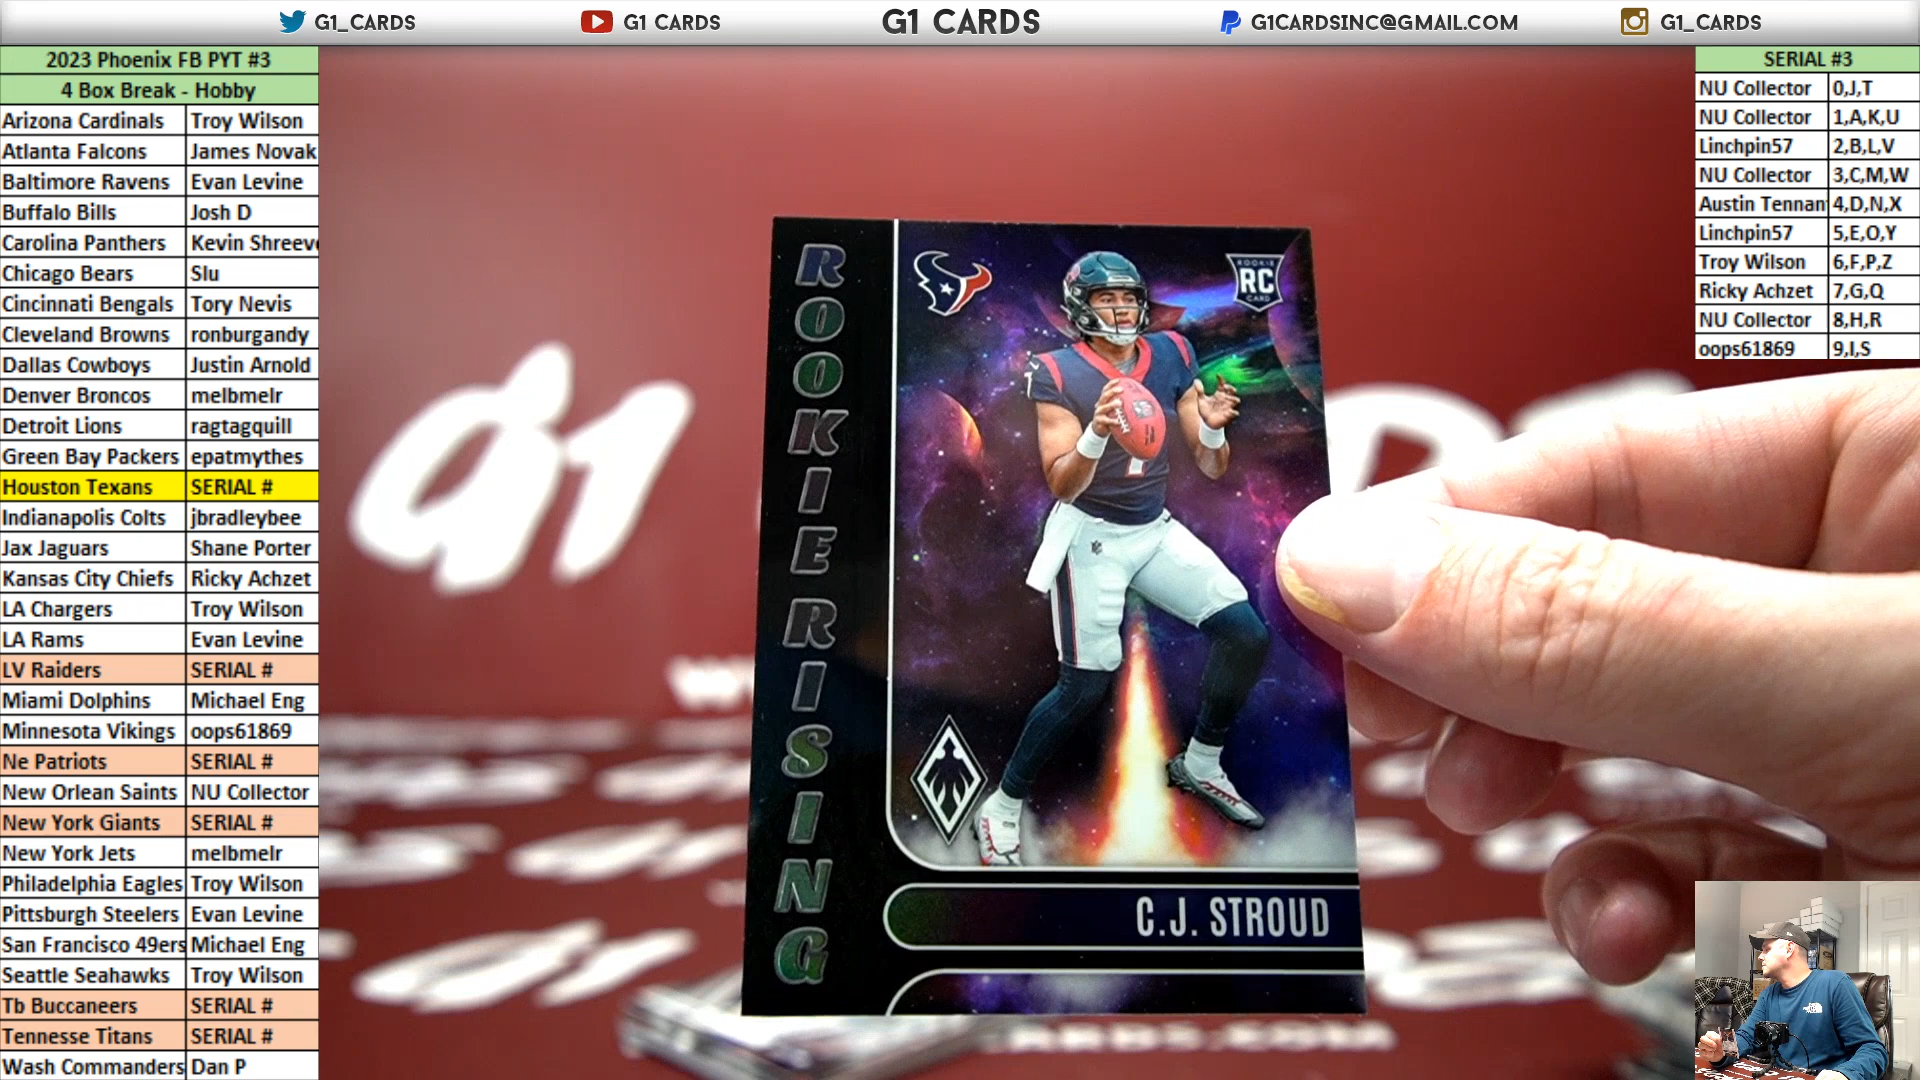 G1_CARDS
G1 CARDS
G1 CARDS
G1CARDSINC@GMAIL.COM
G1_CARDS
2023 Phoenix FB PYT #3
4 Box Break - Hobby
Arizona Cardinals Troy Wilson
Atlanta Falcons James Novak
Baltimore Ravens Evan Levine
Buffalo Bills Josh D
Carolina Panthers Kevin Shreeve
Chicago Bears Slu
Cincinnati Bengals Tory Nevis
Cleveland Browns ronburgandy
Dallas Cowboys Justin Arnold
Denver Broncos melbmelr
Detroit Lions ragtagquill
Green Bay Packers epatmythes
Houston Texans SERIAL #
Indianapolis Colts jbradleybee
Jax Jaguars Shane Porter
Kansas City Chiefs Ricky Achzet
LA Chargers Troy Wilson
LA Rams Evan Levine
LV Raiders SERIAL #
Miami Dolphins Michael Eng
Minnesota Vikings oops61869
Ne Patriots SERIAL #
New Orlean Saints NU Collector
New York Giants SERIAL #
New York Jets melbmelr
Philadelphia Eagles Troy Wilson
Pittsburgh Steelers Evan Levine
San Francisco 49ers Michael Eng
Seattle Seahawks Troy Wilson
Tb Buccaneers SERIAL #
Tennesse Titans SERIAL #
Wash Commanders Dan P
SERIAL #3
NU Collector 0,J,T
NU Collector 1,A,K,U
Linchpin57 2,B,L,V
NU Collector 3,C,M,W
Austin Tennan 4,D,N,X
Linchpin57 5,E,O,Y
Troy Wilson 6,F,P,Z
Ricky Achzet 7,G,Q
NU Collector 8,H,R
oops61869 9,I,S
ROOKIE RISING
ROOKIE
RC
CARD
C.J. STROUD
G1